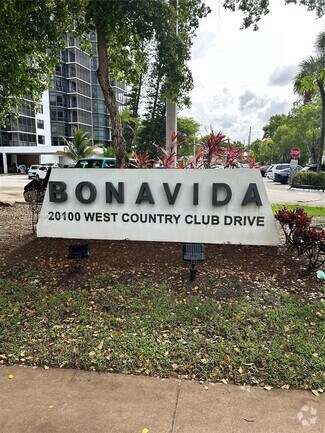 BONAVIDA
20100 WEST COUNTRY CLUB DRIVE